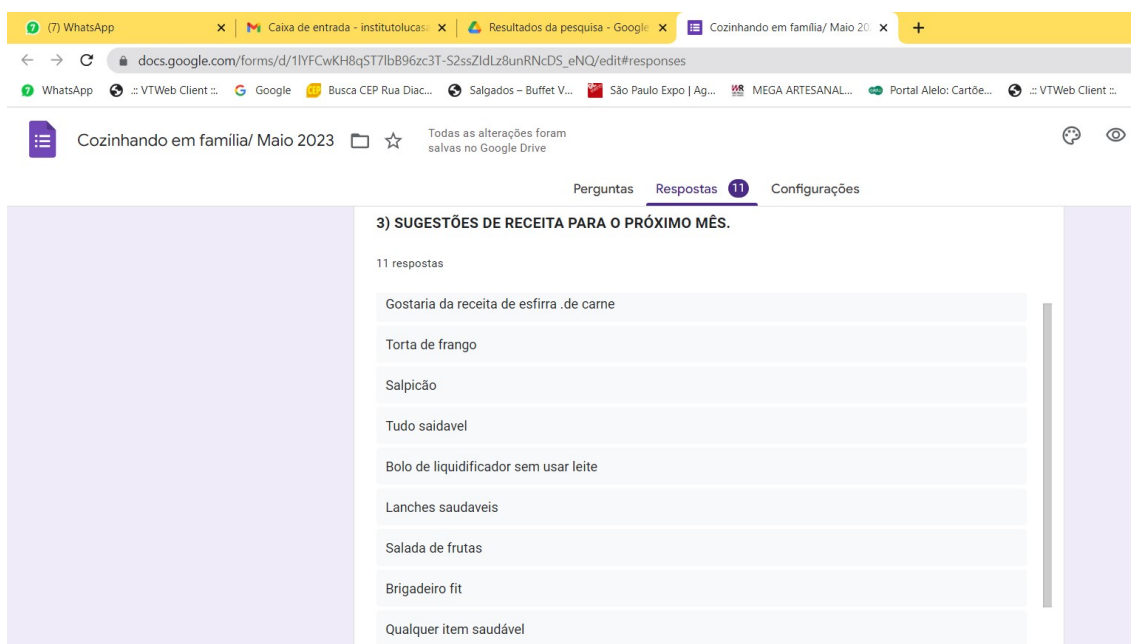 (7) WhatsApp
Caixa de entrada - institutolucas
Resultados da pesquisa - Google
Cozinhando em família/ Maio 20
docs.google.com/forms/d/1lYFCwKH8qST7lbB96zc3T-S2ssZIdLz8unRNcDS_eNQ/edit#responses
WhatsApp .:: VTWeb Client ::. Google Busca CEP Rua Diac... Salgados – Buffet V... São Paulo Expo | Ag... MEGA ARTESANAL... Portal Alelo: Cartõe... .:: VTWeb Client ::.
Cozinhando em família/ Maio 2023
Todas as alterações foram
salvas no Google Drive
Perguntas Respostas 11 Configurações
3) SUGESTÕES DE RECEITA PARA O PRÓXIMO MÊS.
11 respostas
Gostaria da receita de esfirra .de carne
Torta de frango
Salpicão
Tudo saidavel
Bolo de liquidificador sem usar leite
Lanches saudaveis
Salada de frutas
Brigadeiro fit
Qualquer item saudável